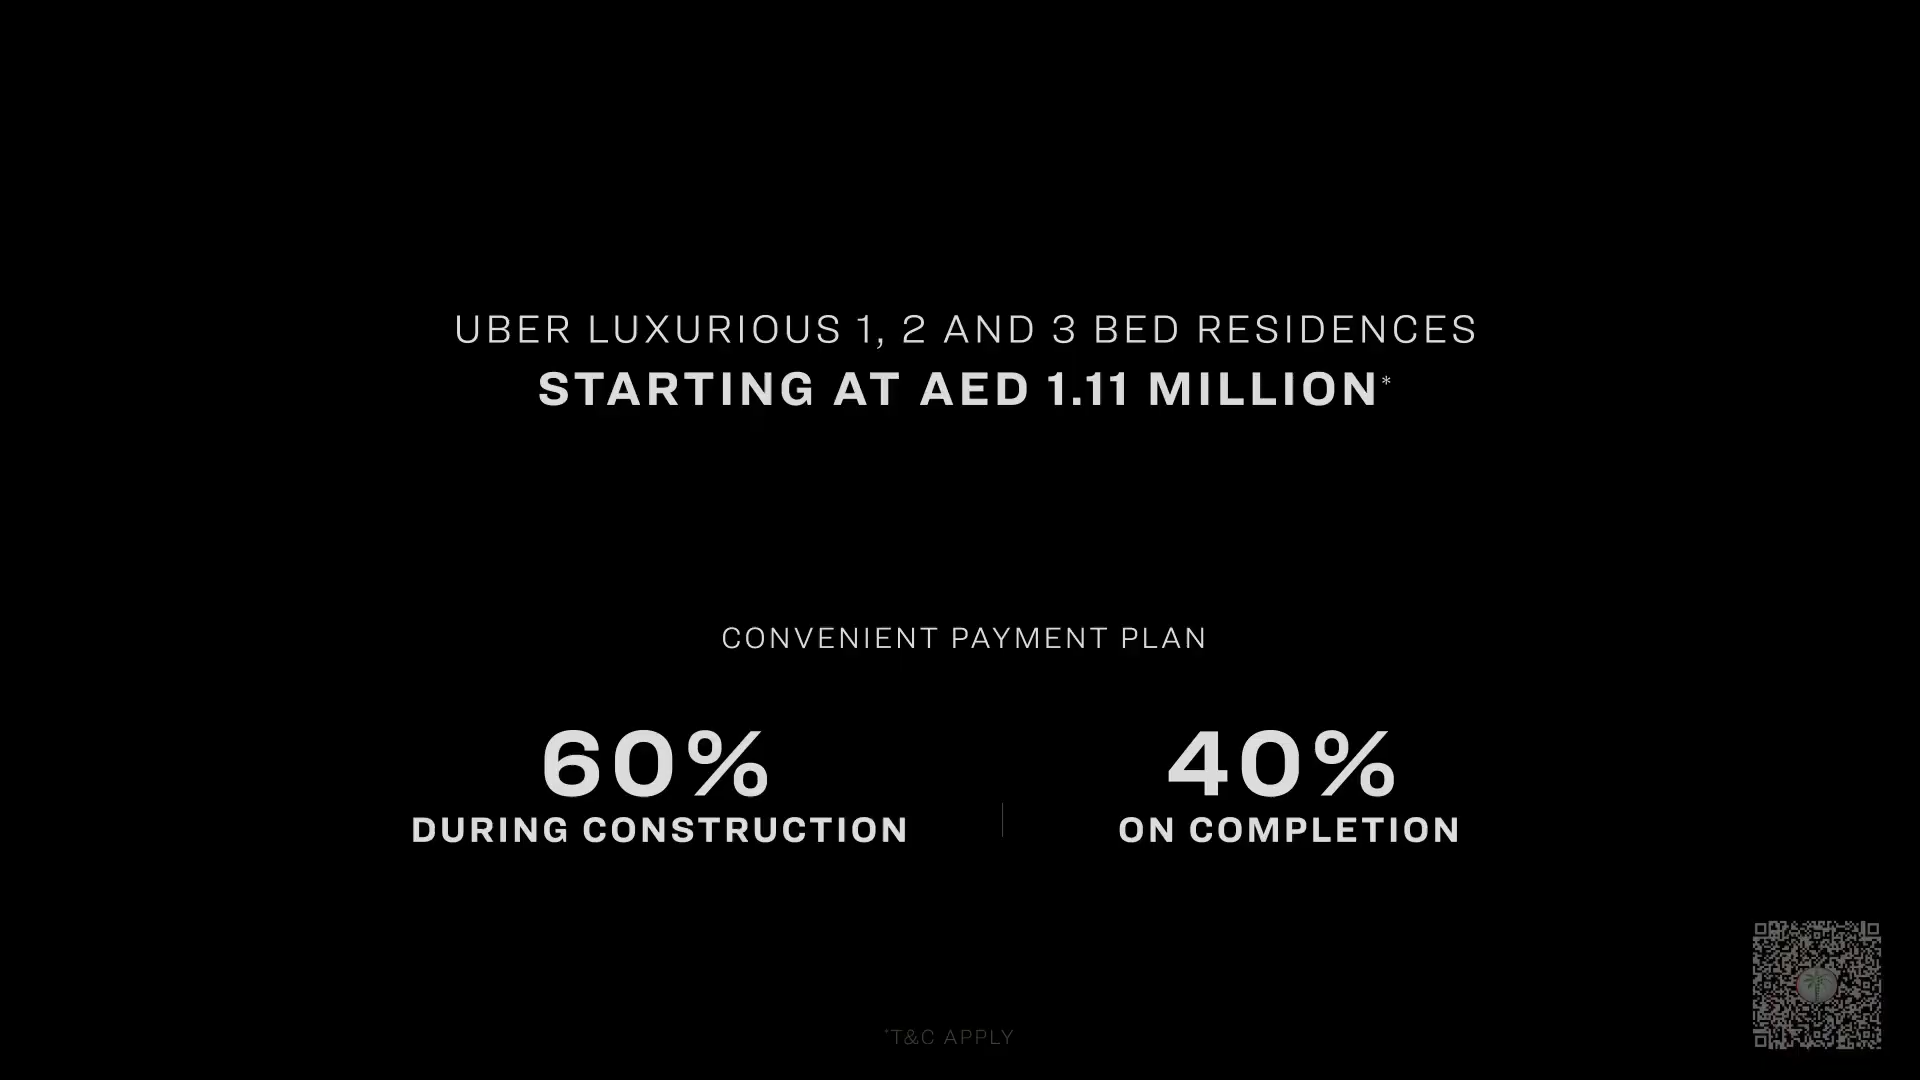 UBER LUXURIOUS 1, 2 AND 3 BED RESIDENCES
STARTING AT AED 1.11 MILLION*
CONVENIENT PAYMENT PLAN
60%
DURING CONSTRUCTION
40%
ON COMPLETION
*T&C APPLY